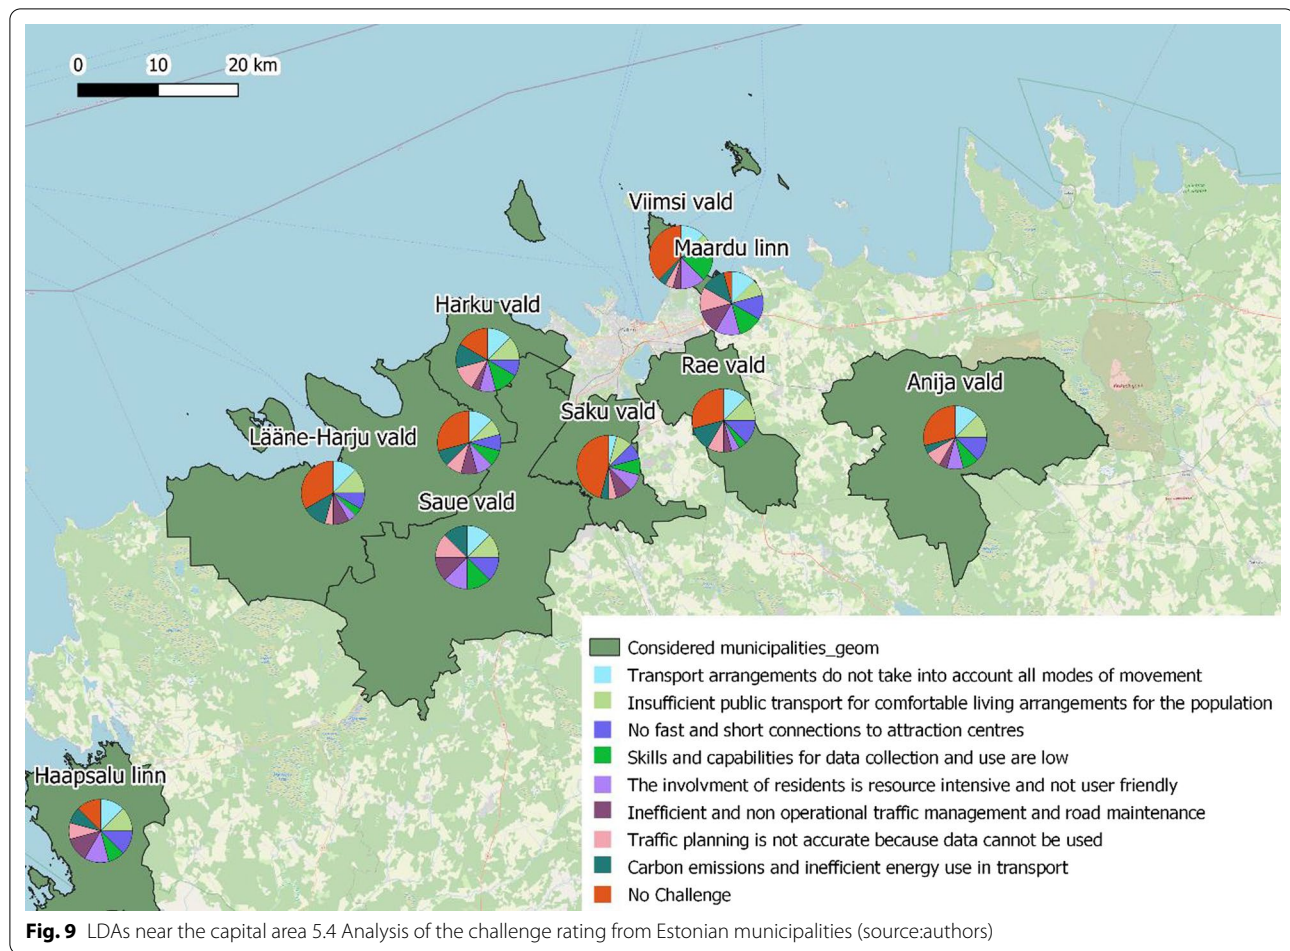 0 10 20 km
Viimsi vald
Maardu linn
Harku vald
Rae vald
Anija vald
Saku vald
Lääne-Harju vald
Saue vald
Haapsalu linn
Considered municipalities_geom
Transport arrangements do not take into account all modes of movement
Insufficient public transport for comfortable living arrangements for the population
No fast and short connections to attraction centres
Skills and capabilities for data collection and use are low
The involvment of residents is resource intensive and not user friendly
Inefficient and non operational traffic management and road maintenance
Traffic planning is not accurate because data cannot be used
Carbon emissions and inefficient energy use in transport
No Challenge
Fig. 9 LDAs near the capital area 5.4 Analysis of the challenge rating from Estonian municipalities (source:authors)